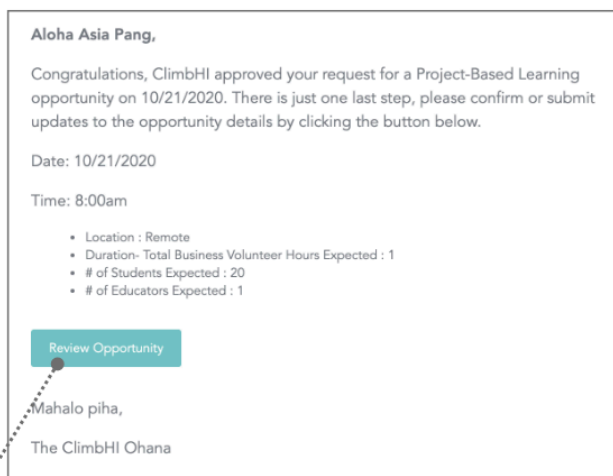 Aloha Asia Pang,
Congratulations, ClimbHI approved your request for a Project-Based Learning
opportunity on 10/21/2020. There is just one last step, please confirm or submit
updates to the opportunity details by clicking the button below.
Date: 10/21/2020
Time: 8:00am
• Location : Remote
• Duration- Total Business Volunteer Hours Expected : 1
• # of Students Expected : 20
• # of Educators Expected : 1
Review Opportunity
Mahalo piha,
The ClimbHI Ohana